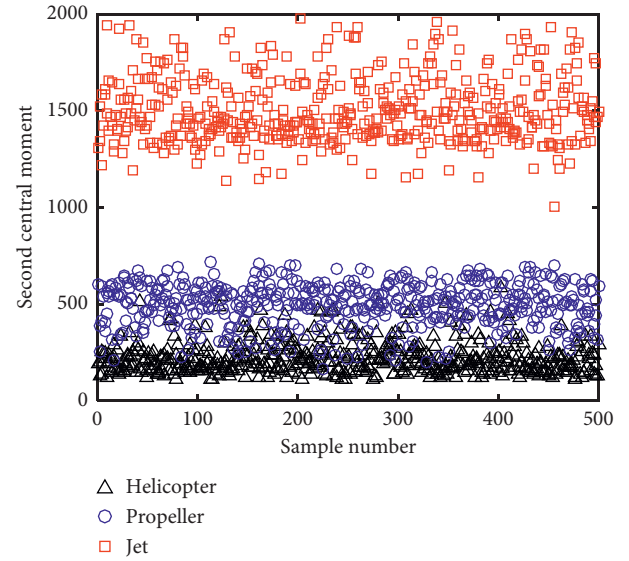 Second central moment
2000
1500
1000
500
0
0 100 200 300 400 500
Sample number
Helicopter
Propeller
Jet